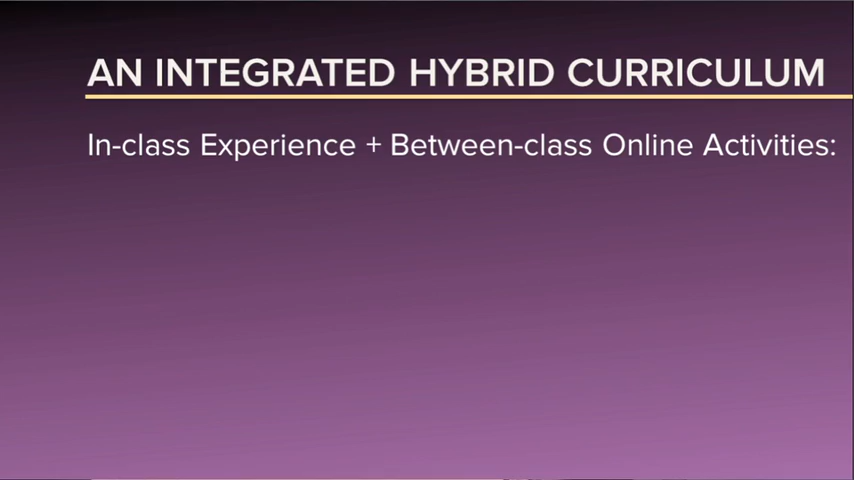 AN INTEGRATED HYBRID CURRICULUM
In-class Experience + Between-class Online Activities: